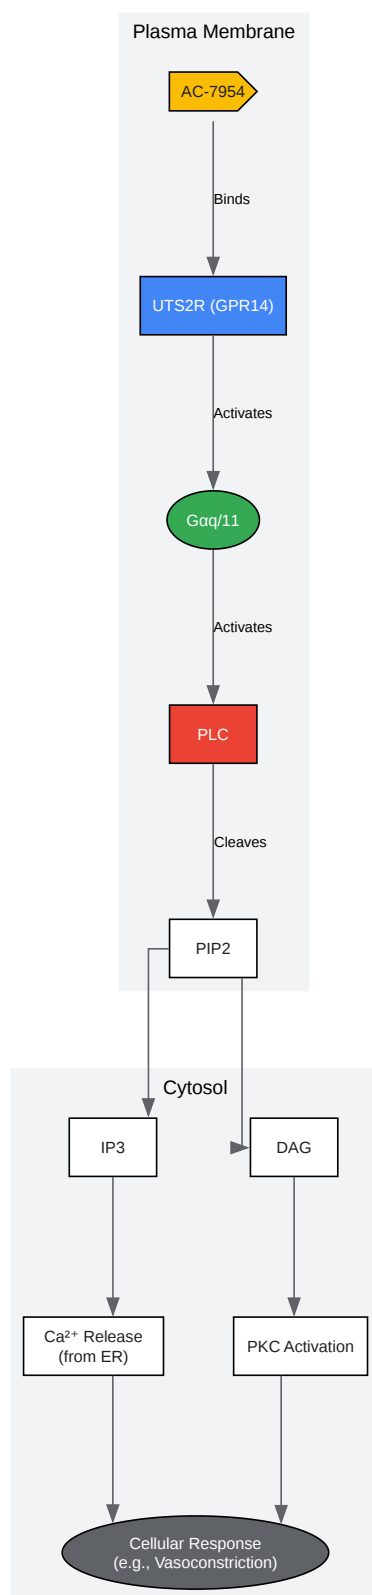 Plasma Membrane
AC-7954
Binds
UTS2R (GPR14)
Activates
Gαq/11
Activates
PLC
Cleaves
PIP2
Cytosol
IP3
DAG
Ca²⁺ Release
(from ER)
PKC Activation
Cellular Response
(e.g., Vasoconstriction)